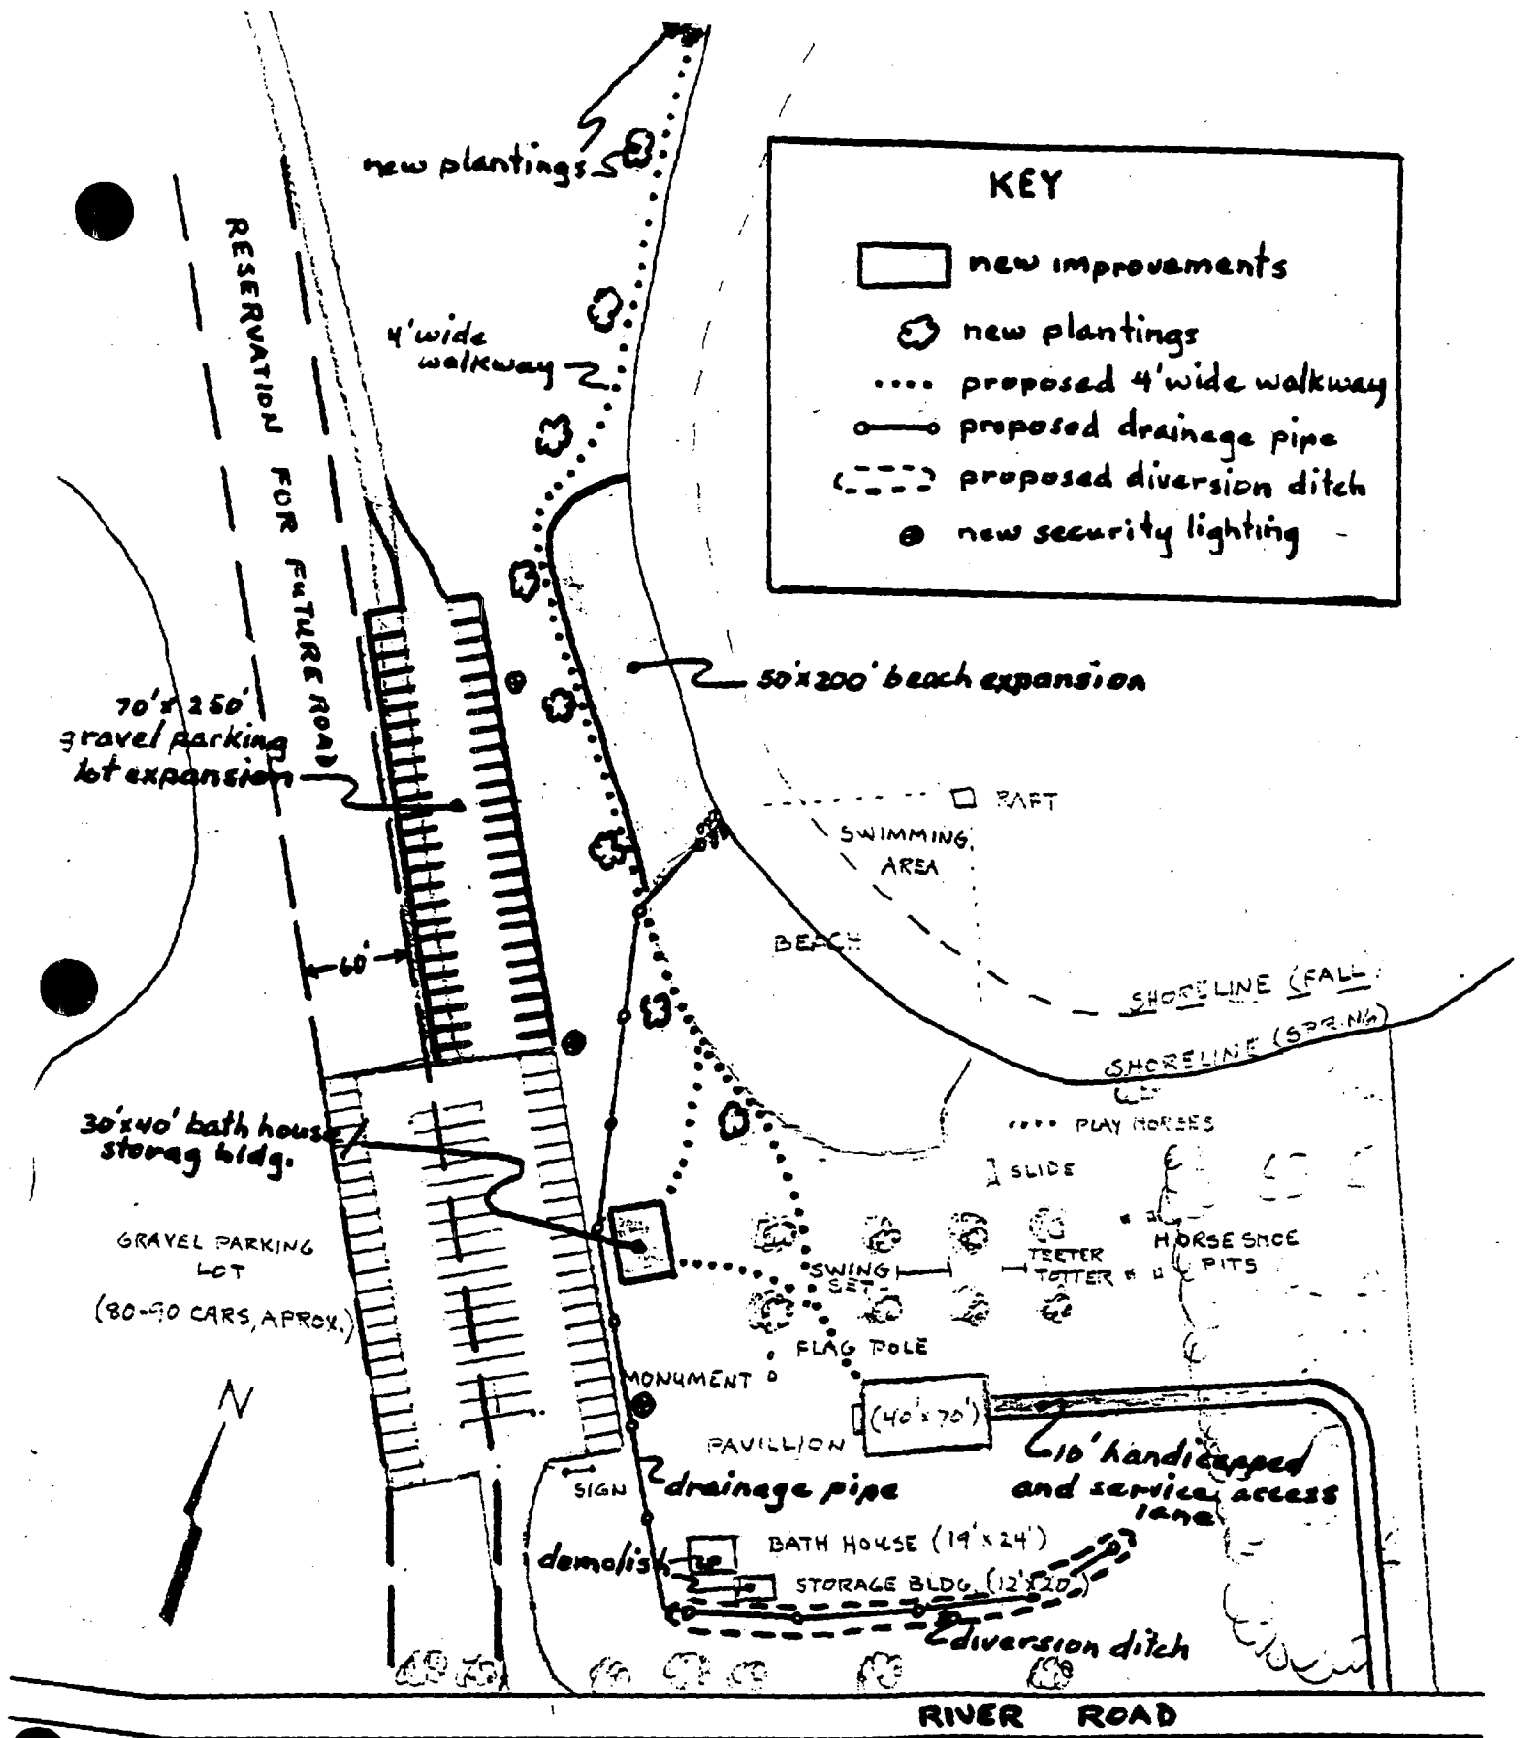 new plantings
KEY
new improvements
new plantings
proposed 4' wide walkway
proposed drainage pipe
proposed diversion ditch
new security lighting
RESERVATION FOR FUTURE ROAD
4' wide
walkway
50'x200' beach expansion
70'x 250'
gravel parking
lot expansion
RAFT
SWIMMING
AREA
BEACH
60'
SHORELINE (FALL)
SHORELINE (SPRING)
30'x40' bath house
storag bldg.
PLAY HORSES
SLIDE
GRAVEL PARKING
LOT
(80-90 CARS, APROX.)
SWING
SET
TEETER
TOTTER
HORSE SHOE
PITS
FLAG POLE
MONUMENT
N
(40'x70')
PAVILLION
10' handicapped
and service access
lane
SIGN
drainage pipe
BATH HOUSE (19'x24')
demolish
STORAGE BLDG. (12'x20')
diversion ditch
RIVER ROAD